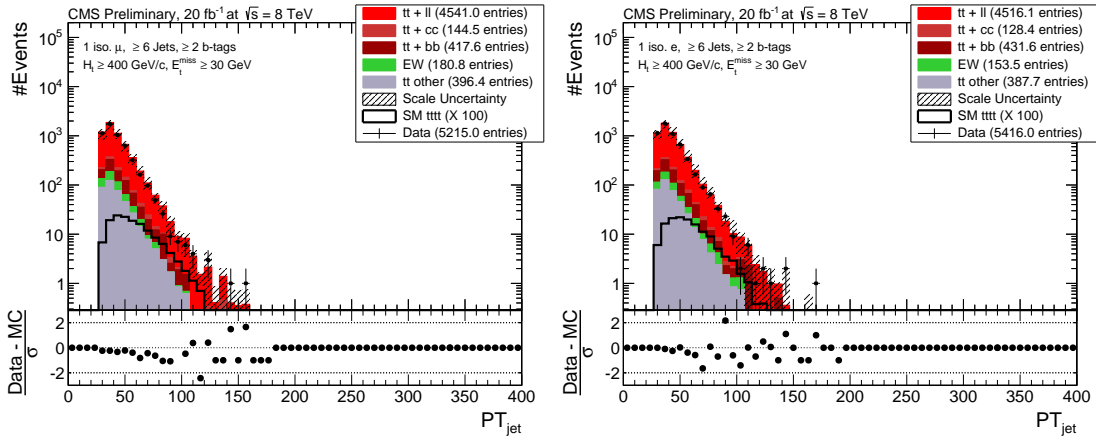 CMS Preliminary, 20 fb⁻¹ at √s = 8 TeV
#Events
10⁵
10⁴
10³
10²
10
1
1 iso. μ, ≥ 6 Jets, ≥ 2 b-tags
Hₜ ≥ 400 GeV/c, Eₜᵐⁱˢˢ ≥ 30 GeV
tt + ll (4541.0 entries)
tt + cc (144.5 entries)
tt + bb (417.6 entries)
EW (180.8 entries)
tt other (396.4 entries)
Scale Uncertainty
SM tttt (X 100)
Data (5215.0 entries)
Data - MC
σ
2
0
-2
0 50 100 150 200 250 300 350 400
PT_jet
CMS Preliminary, 20 fb⁻¹ at √s = 8 TeV
#Events
10⁵
10⁴
10³
10²
10
1
1 iso. e, ≥ 6 Jets, ≥ 2 b-tags
Hₜ ≥ 400 GeV/c, Eₜᵐⁱˢˢ ≥ 30 GeV
tt + ll (4516.1 entries)
tt + cc (128.4 entries)
tt + bb (431.6 entries)
EW (153.5 entries)
tt other (387.7 entries)
Scale Uncertainty
SM tttt (X 100)
Data (5416.0 entries)
Data - MC
σ
2
0
-2
0 50 100 150 200 250 300 350 400
PT_jet